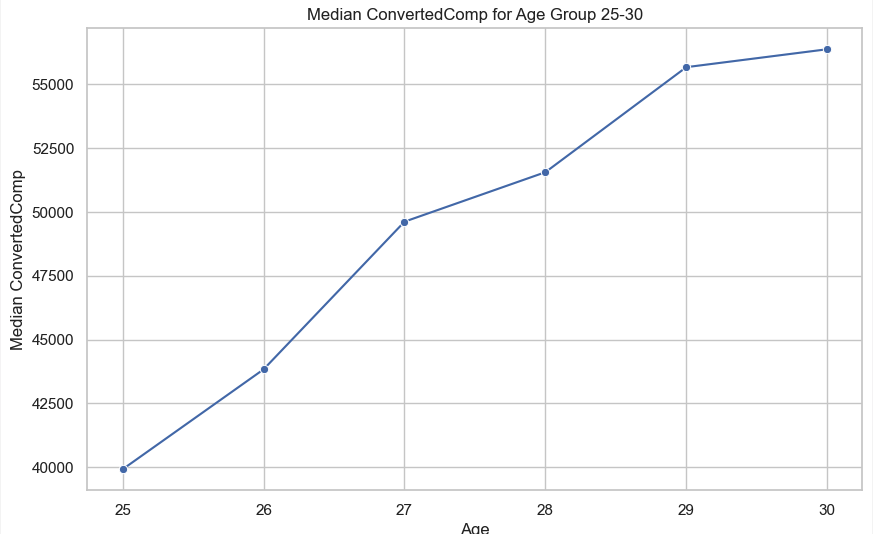 Median ConvertedComp for Age Group 25-30
Median ConvertedComp
55000
52500
50000
47500
45000
42500
40000
25 26 27 28 29 30
Age